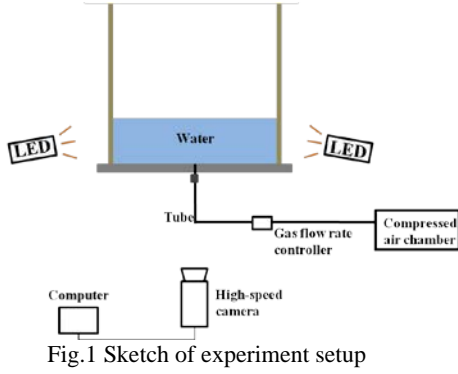 Water
LED
LED
Tube
Gas flow rate
controller
Compressed
air chamber
Computer
High-speed
camera
Fig.1 Sketch of experiment setup